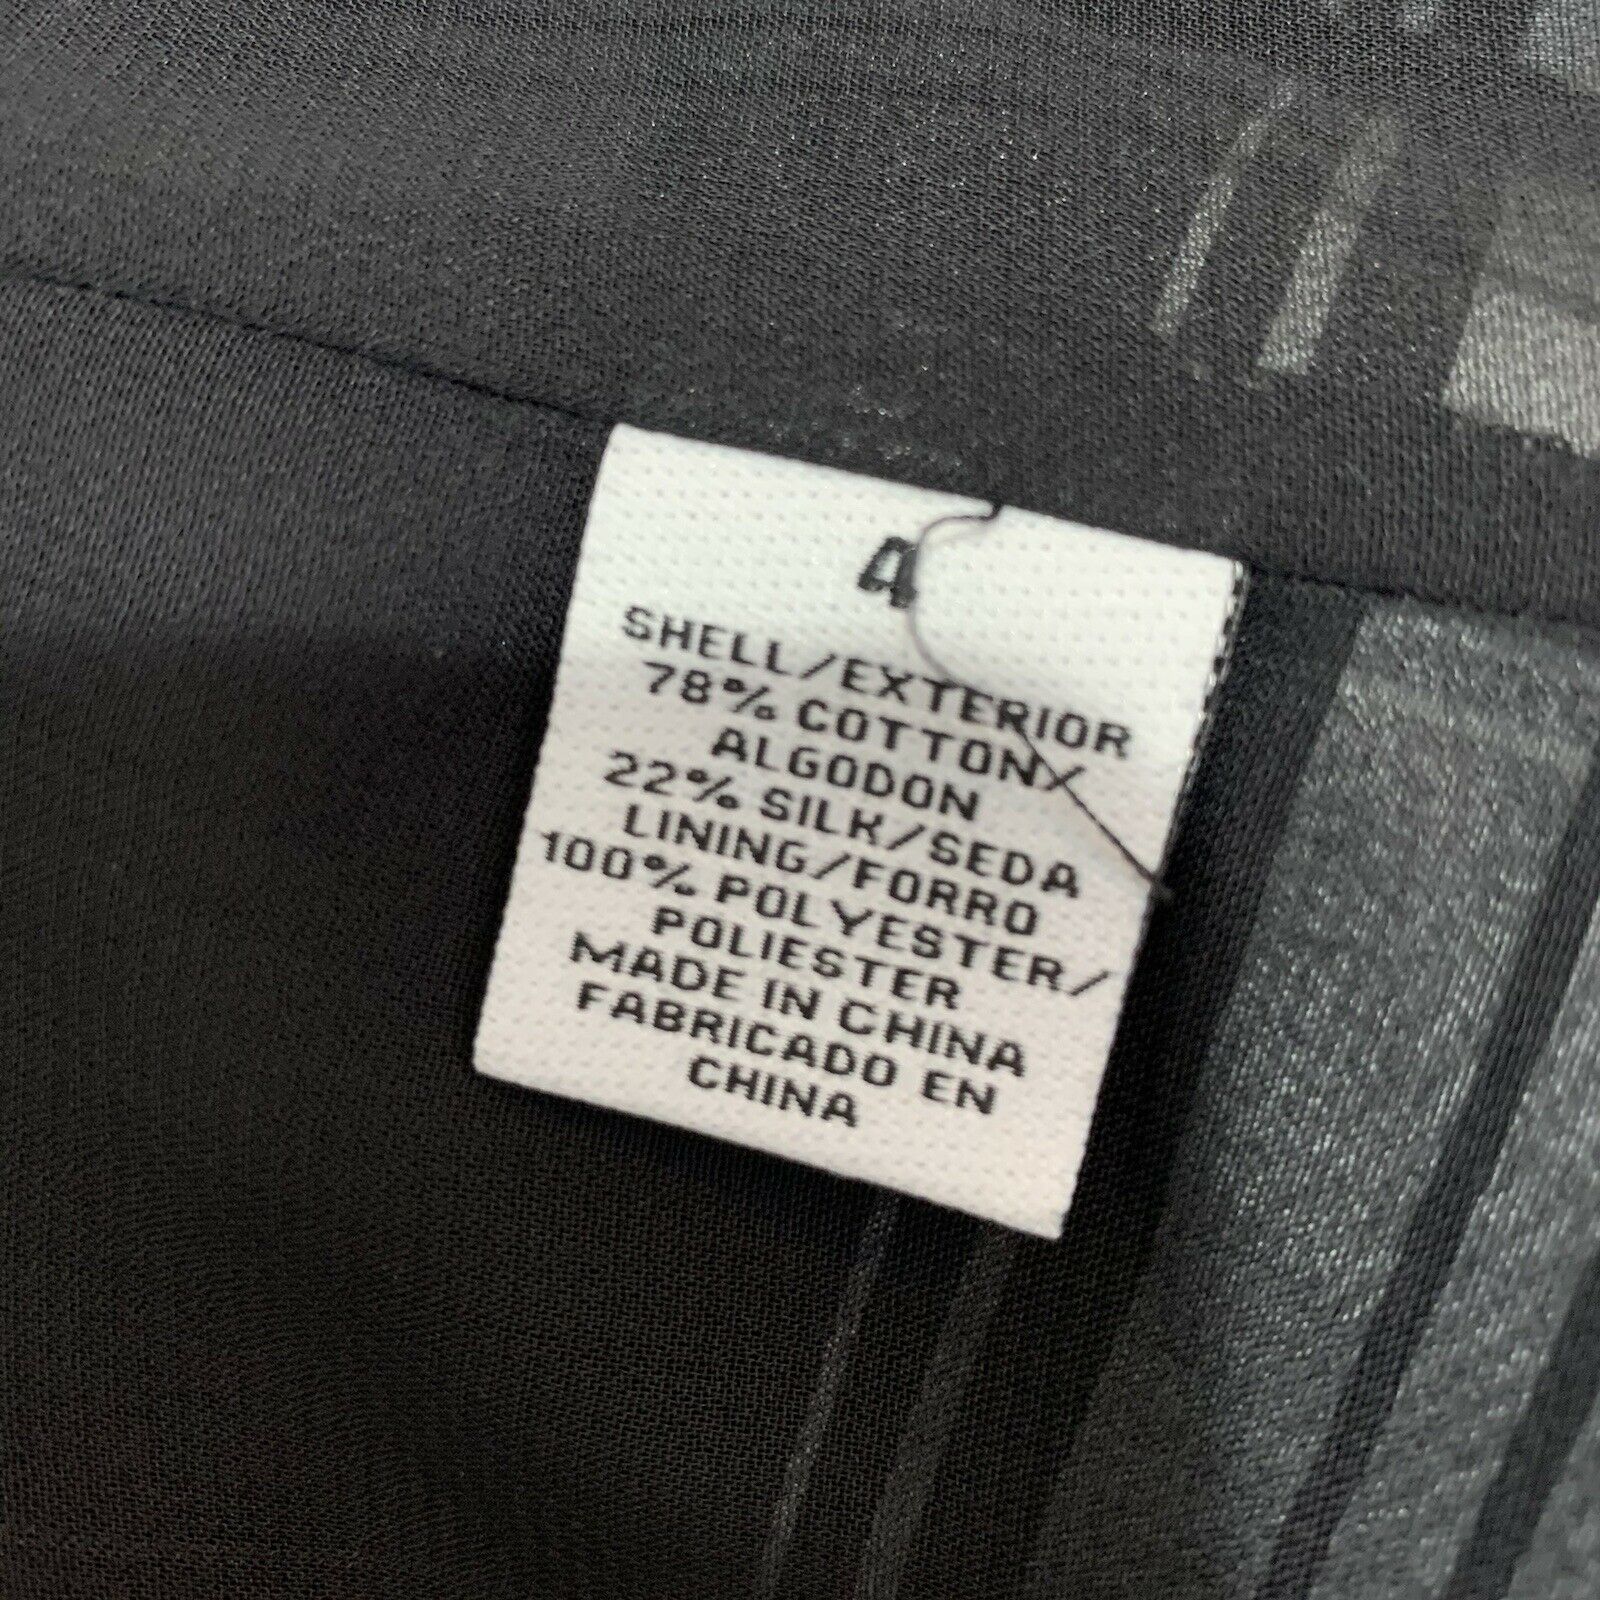 4
SHELL/EXTERIOR
78% COTTON/
ALGODON
22% SILK/SEDA
LINING/FORRO
100% POLYESTER/
POLIESTER
MADE IN CHINA
FABRICADO EN
CHINA